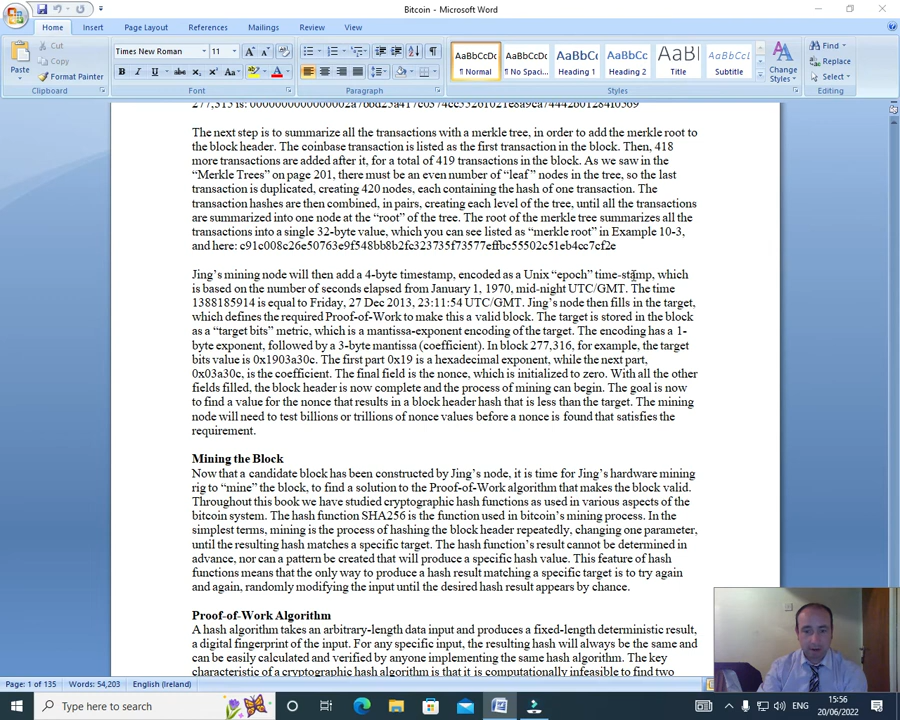 Bitcoin - Microsoft Word
Home Insert Page Layout References Mailings Review View
Paste
Cut
Copy
Format Painter
Clipboard
Times New Roman 11
B I U abc X₂ X² Aa
Font
Paragraph
AaBbCcDc AaBbCcDc AaBbCc AaBbCc AaBl AaBbCcL
¶ Normal ¶ No Spaci... Heading 1 Heading 2 Title Subtitle
Change Styles
Styles
Find
Replace
Select
Editing
The next step is to summarize all the transactions with a merkle tree, in order to add the merkle root to
the block header. The coinbase transaction is listed as the first transaction in the block. Then, 418
more transactions are added after it, for a total of 419 transactions in the block. As we saw in the
“Merkle Trees” on page 201, there must be an even number of “leaf” nodes in the tree, so the last
transaction is duplicated, creating 420 nodes, each containing the hash of one transaction. The
transaction hashes are then combined, in pairs, creating each level of the tree, until all the transactions
are summarized into one node at the “root” of the tree. The root of the merkle tree summarizes all the
transactions into a single 32-byte value, which you can see listed as “merkle root” in Example 10-3,
and here: c91c008c26e50763e9f548bb8b2fc323735f73577effbc55502c51eb4cc7cf2e
Jing’s mining node will then add a 4-byte timestamp, encoded as a Unix “epoch” time-stamp, which
is based on the number of seconds elapsed from January 1, 1970, mid-night UTC/GMT. The time
1388185914 is equal to Friday, 27 Dec 2013, 23:11:54 UTC/GMT. Jing’s node then fills in the target,
which defines the required Proof-of-Work to make this a valid block. The target is stored in the block
as a “target bits” metric, which is a mantissa-exponent encoding of the target. The encoding has a 1-
byte exponent, followed by a 3-byte mantissa (coefficient). In block 277,316, for example, the target
bits value is 0x1903a30c. The first part 0x19 is a hexadecimal exponent, while the next part,
0x03a30c, is the coefficient. The final field is the nonce, which is initialized to zero. With all the other
fields filled, the block header is now complete and the process of mining can begin. The goal is now
to find a value for the nonce that results in a block header hash that is less than the target. The mining
node will need to test billions or trillions of nonce values before a nonce is found that satisfies the
requirement.
Mining the Block
Now that a candidate block has been constructed by Jing’s node, it is time for Jing’s hardware mining
rig to “mine” the block, to find a solution to the Proof-of-Work algorithm that makes the block valid.
Throughout this book we have studied cryptographic hash functions as used in various aspects of the
bitcoin system. The hash function SHA256 is the function used in bitcoin’s mining process. In the
simplest terms, mining is the process of hashing the block header repeatedly, changing one parameter,
until the resulting hash matches a specific target. The hash function’s result cannot be determined in
advance, nor can a pattern be created that will produce a specific hash value. This feature of hash
functions means that the only way to produce a hash result matching a specific target is to try again
and again, randomly modifying the input until the desired hash result appears by chance.
Proof-of-Work Algorithm
A hash algorithm takes an arbitrary-length data input and produces a fixed-length deterministic result,
a digital fingerprint of the input. For any specific input, the resulting hash will always be the same and
can be easily calculated and verified by anyone implementing the same hash algorithm. The key
characteristic of a cryptographic hash algorithm is that it is computationally infeasible to find two
Page: 1 of 135 Words: 54,203 English (Ireland)
Type here to search
ENG
15:56
20/06/2022